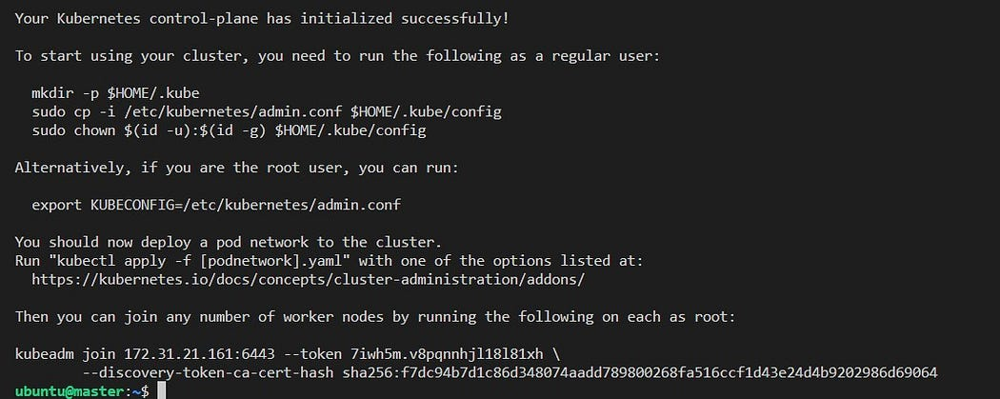 Your Kubernetes control-plane has initialized successfully!
To start using your cluster, you need to run the following as a regular user:
mkdir -p $HOME/.kube
sudo cp -i /etc/kubernetes/admin.conf $HOME/.kube/config
sudo chown $(id -u):$(id -g) $HOME/.kube/config
Alternatively, if you are the root user, you can run:
export KUBECONFIG=/etc/kubernetes/admin.conf
You should now deploy a pod network to the cluster.
Run "kubectl apply -f [podnetwork].yaml" with one of the options listed at:
https://kubernetes.io/docs/concepts/cluster-administration/addons/
Then you can join any number of worker nodes by running the following on each as root:
kubeadm join 172.31.21.161:6443 --token 7iwh5m.v8pqnnhjl18l81xh \
--discovery-token-ca-cert-hash sha256:f7dc94b7d1c86d348074aadd789800268fa516ccf1d43e24d4b9202986d69064
ubuntu@master:~$